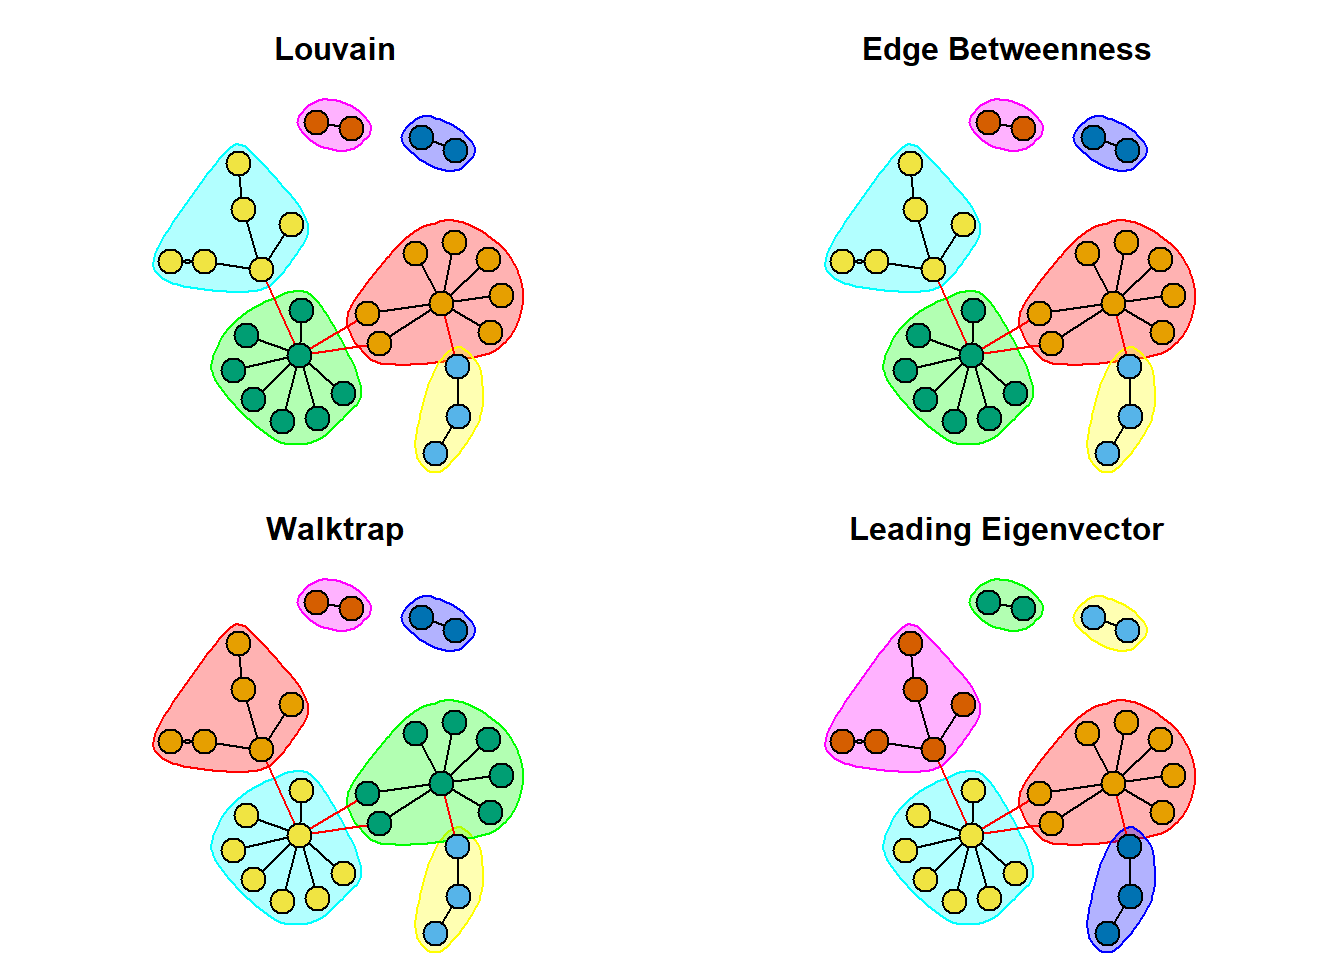 Louvain
Edge Betweenness
Walktrap
Leading Eigenvector